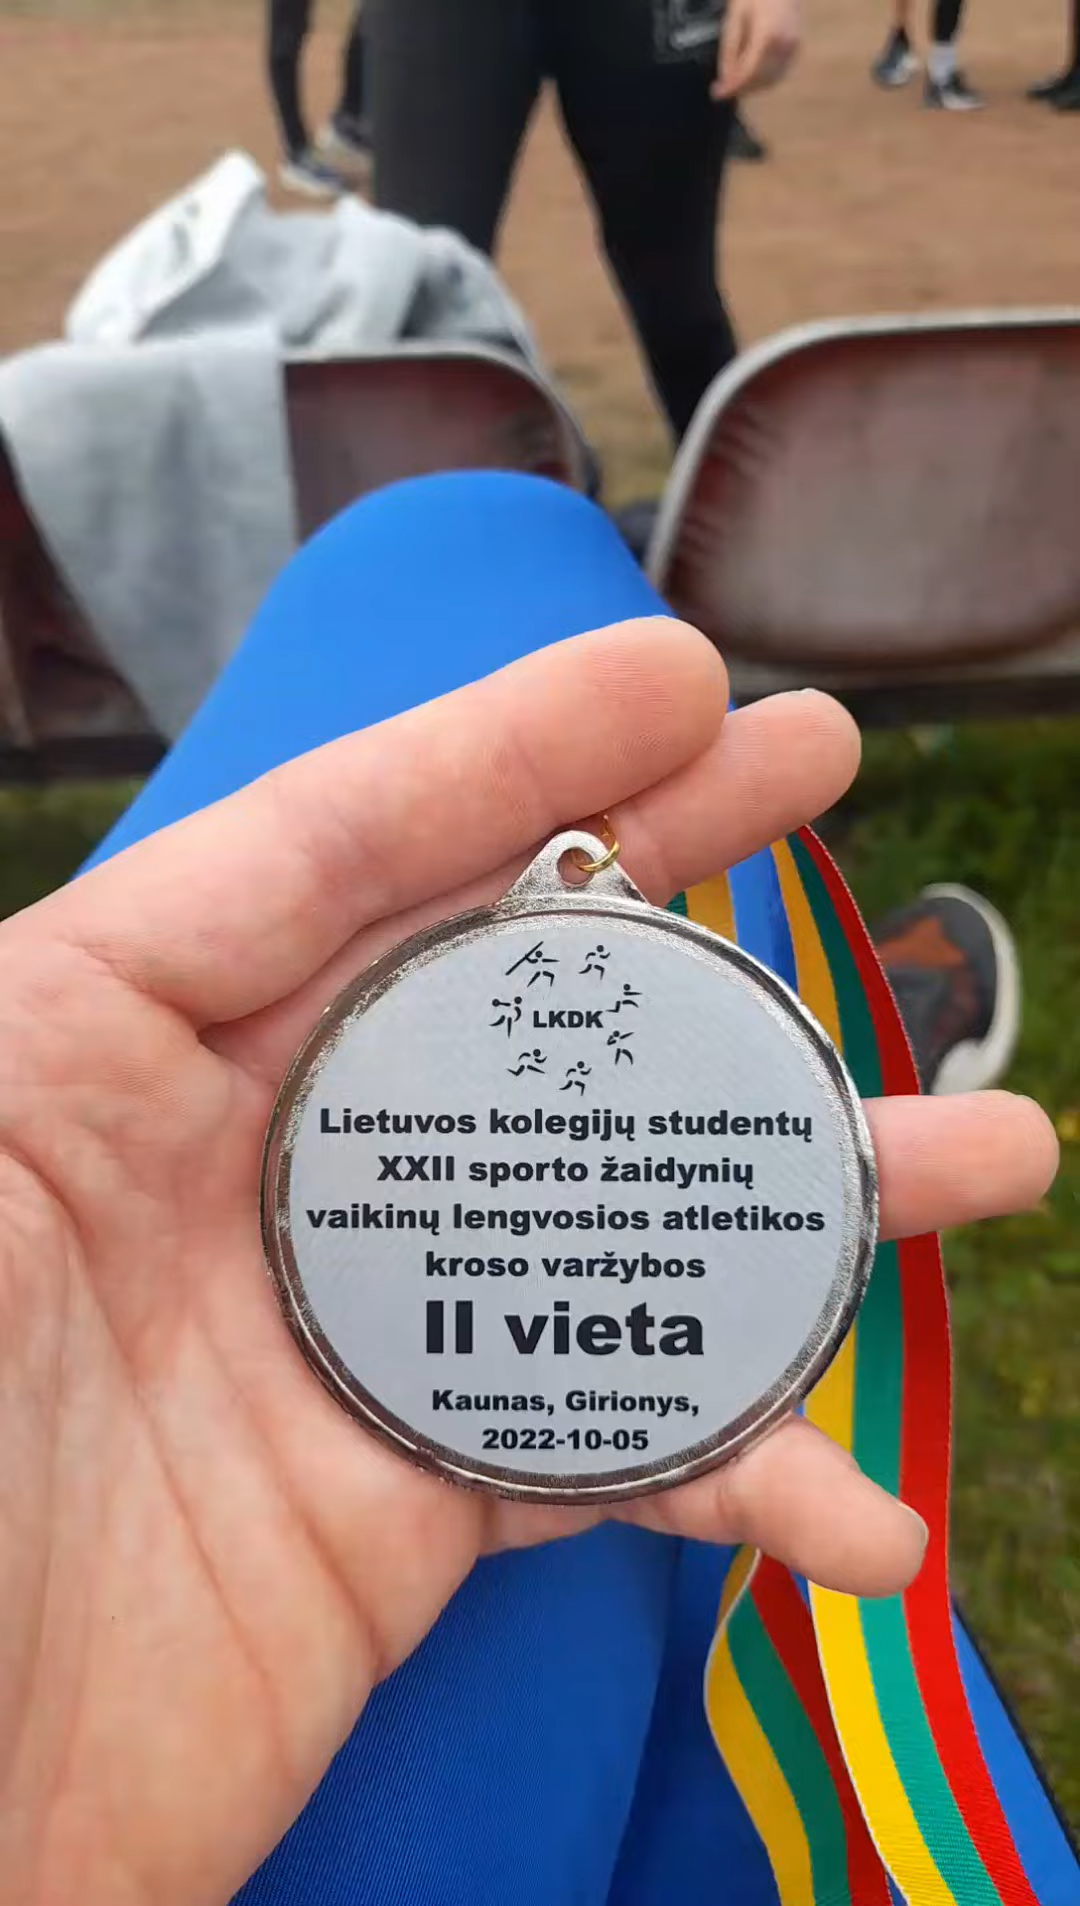 LKDK
Lietuvos kolegijų studentų
XXII sporto žaidynių
vaikinų lengvosios atletikos
kroso varžybos
II vieta
Kaunas, Girionys,
2022-10-05